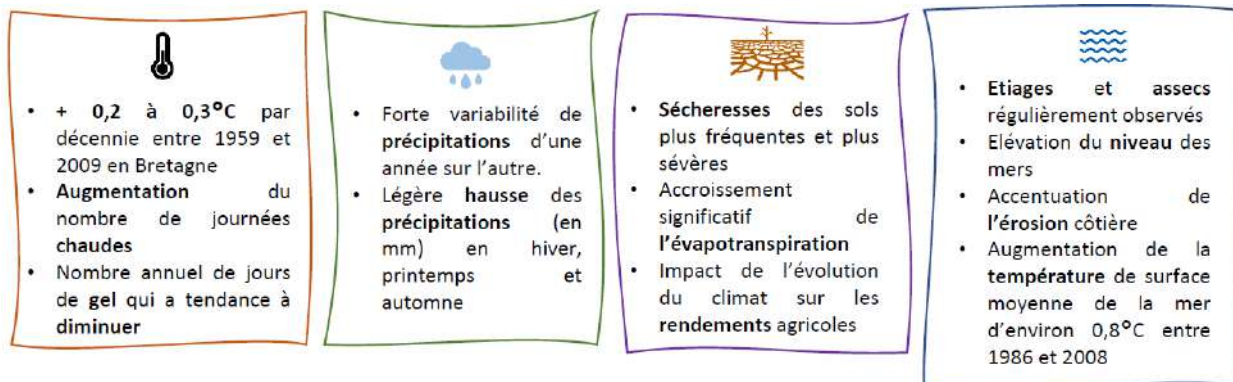 • + 0,2 à 0,3°C par
décennie entre 1959 et
2009 en Bretagne
• Augmentation du
nombre de journées
chaudes
• Nombre annuel de jours
de gel qui a tendance à
diminuer
• Forte variabilité de
précipitations d'une
année sur l'autre.
• Légère hausse des
précipitations (en
mm) en hiver,
printemps et
automne
• Sécheresses des sols
plus fréquentes et plus
sévères
• Accroissement
significatif de
l'évapotranspiration
• Impact de l'évolution
du climat sur les
rendements agricoles
• Etiages et assecs
régulièrement observés
• Elévation du niveau des
mers
• Accentuation de
l'érosion côtière
• Augmentation de la
température de surface
moyenne de la mer
d'environ 0,8°C entre
1986 et 2008